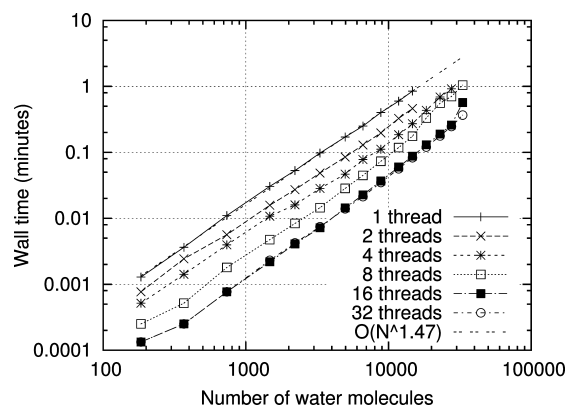 10
1
0.1
0.01
0.001
0.0001
Wall time (minutes)
1 thread
2 threads
4 threads
8 threads
16 threads
32 threads
O(N^1.47)
100
1000
10000
100000
Number of water molecules